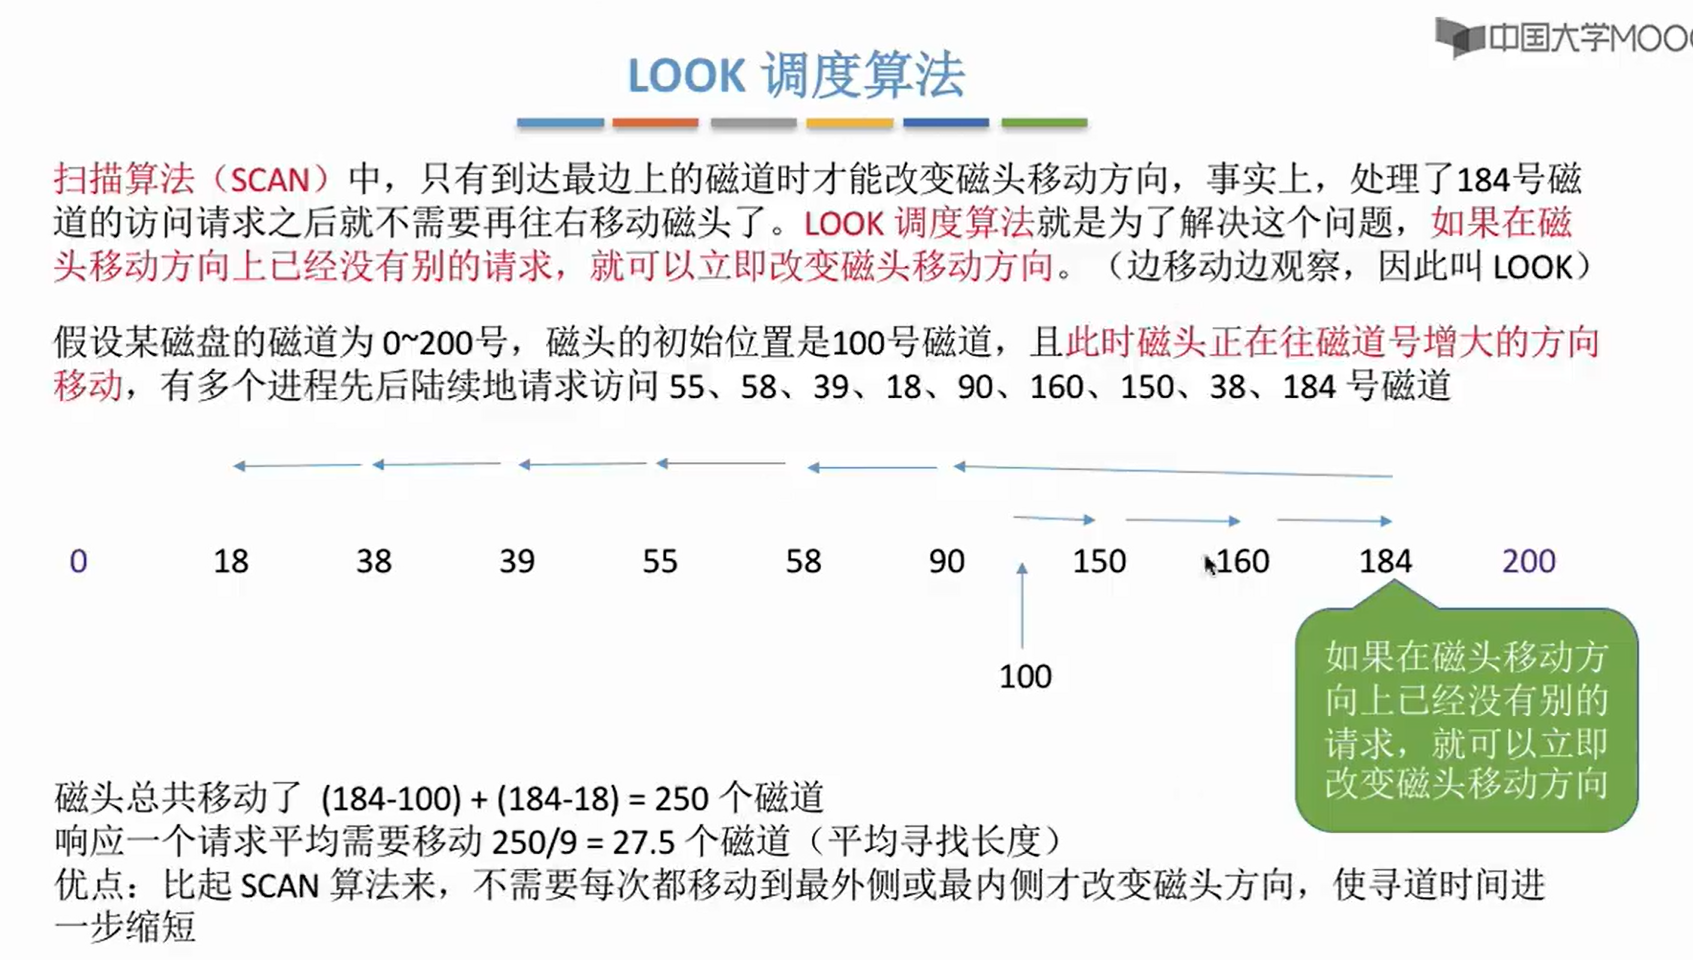 中国大学MOO
LOOK 调度算法
扫描算法（SCAN）中，只有到达最边上的磁道时才能改变磁头移动方向，事实上，处理了184号磁
道的访问请求之后就不需要再往右移动磁头了。LOOK 调度算法就是为了解决这个问题，如果在磁
头移动方向上已经没有别的请求，就可以立即改变磁头移动方向。（边移动边观察，因此叫 LOOK）
假设某磁盘的磁道为 0~200号，磁头的初始位置是100号磁道，且此时磁头正在往磁道号增大的方向
移动，有多个进程先后陆续地请求访问 55、58、39、18、90、160、150、38、184 号磁道
0 18 38 39 55 58 90 150 160 184 200
100
如果在磁头移动方
向上已经没有别的
请求，就可以立即
改变磁头移动方向
磁头总共移动了 (184-100) + (184-18) = 250 个磁道
响应一个请求平均需要移动 250/9 = 27.5 个磁道（平均寻找长度）
优点：比起 SCAN 算法来，不需要每次都移动到最外侧或最内侧才改变磁头方向，使寻道时间进
一步缩短